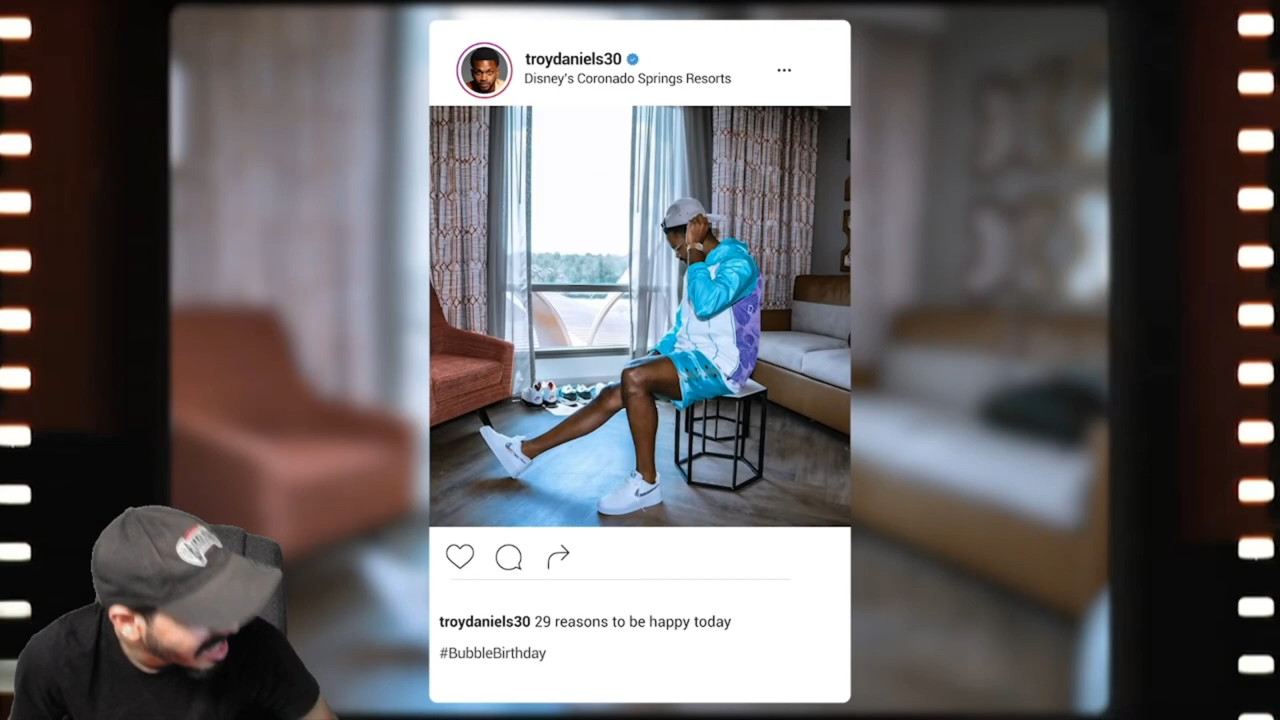 troydaniels30
Disney's Coronado Springs Resorts
troydaniels30 29 reasons to be happy today
#BubbleBirthday